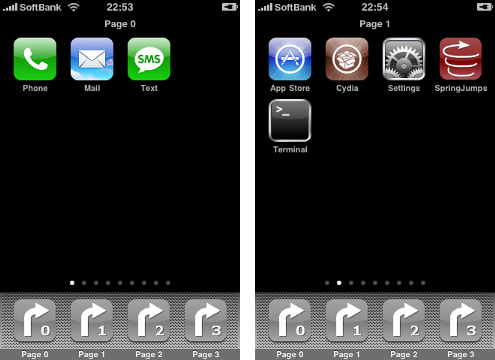 SoftBank 22:53
Page 0
SMS
Phone Mail Text
0 1 2 3
Page 0 Page 1 Page 2 Page 3
SoftBank 22:54
Page 1
App Store Cydia Settings SpringJumps
>_
Terminal
0 1 2 3
Page 0 Page 1 Page 2 Page 3